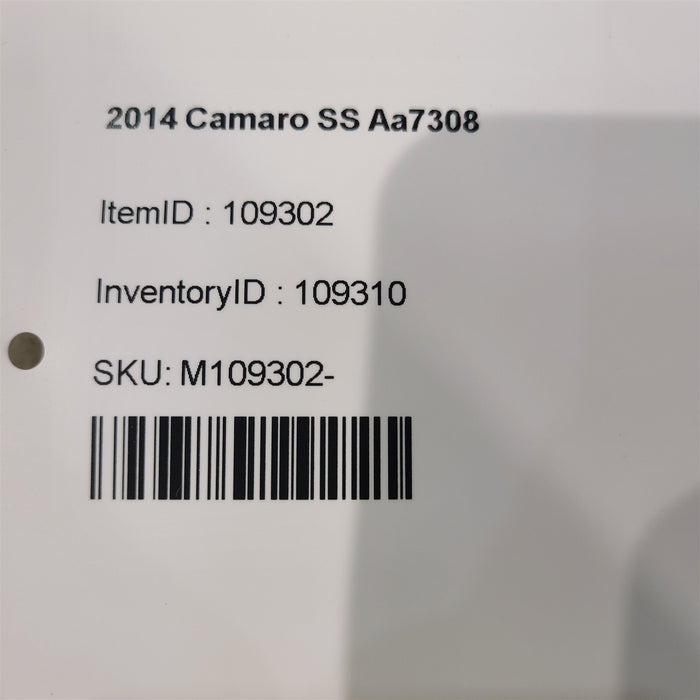 2014 Camaro SS Aa7308
ItemID : 109302
InventoryID : 109310
SKU: M109302-